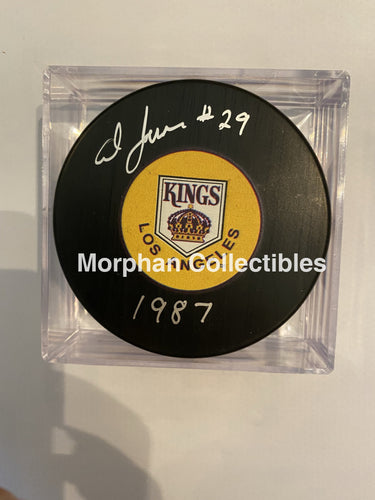 #29
KINGS
LOS ANGELES
Morphan Collectibles
1987